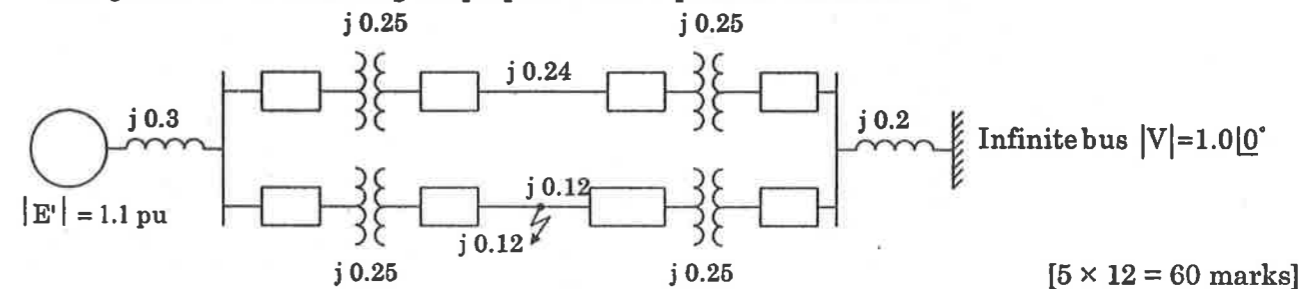 j 0.25
j 0.25
j 0.24
j 0.3
j 0.2
Infinite bus |V|=1.0|0°
j 0.12
|E'| = 1.1 pu
j 0.12
j 0.25
j 0.25
[5 × 12 = 60 marks]